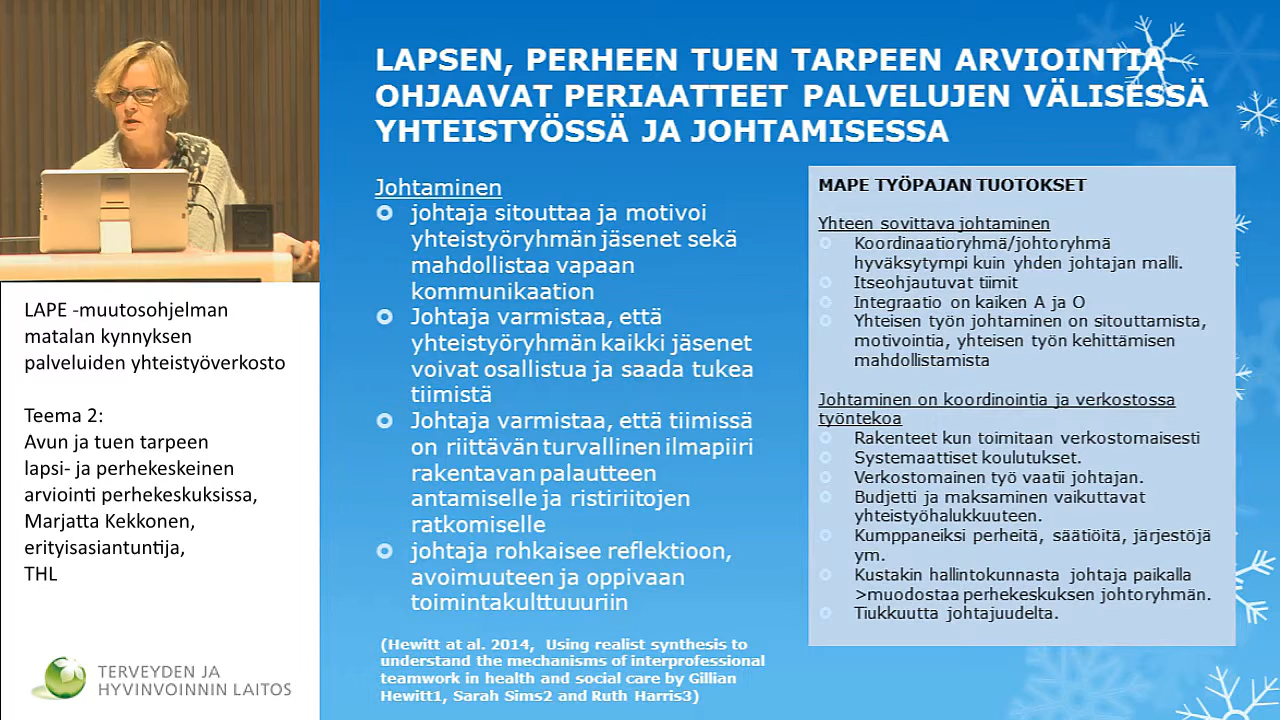 LAPSEN, PERHEEN TUEN TARPEEN ARVIOINTIA
OHJAAVAT PERIAATTEET PALVELUJEN VÄLISESSÄ
YHTEISTYÖSSÄ JA JOHTAMISESSA
Johtaminen
johtaja sitouttaa ja motivoi
yhteistyöryhmän jäsenet sekä
mahdollistaa vapaan
kommunikaation
Johtaja varmistaa, että
yhteistyöryhmän kaikki jäsenet
voivat osallistua ja saada tukea
tiimistä
Johtaja varmistaa, että tiimissä
on riittävän turvallinen ilmapiiri
rakentavan palautteen
antamiselle ja ristiriitojen
ratkomiselle
johtaja rohkaisee reflektioon,
avoimuuteen ja oppivaan
toimintakulttuuuriin
(Hewitt at al. 2014, Using realist synthesis to
understand the mechanisms of interprofessional
teamwork in health and social care by Gillian
Hewitt1, Sarah Sims2 and Ruth Harris3)
MAPE TYÖPAJAN TUOTOKSET
Yhteen sovittava johtaminen
Koordinaatioryhmä/johtoryhmä
hyväksytympi kuin yhden johtajan malli.
Itseohjautuvat tiimit
Integraatio on kaiken A ja O
Yhteisen työn johtaminen on sitouttamista,
motivointia, yhteisen työn kehittämisen
mahdollistamista
Johtaminen on koordinointia ja verkostossa
työntekoa
Rakenteet kun toimitaan verkostomaisesti
Systemaattiset koulutukset.
Verkostomainen työ vaatii johtajan.
Budjetti ja maksaminen vaikuttavat
yhteistyöhalukkuuteen.
Kumppaneiksi perheitä, säätiöitä, järjestöjä
ym.
Kustakin hallintokunnasta johtaja paikalla
>muodostaa perhekeskuksen johtoryhmän.
Tiukkuutta johtajuudelta.
LAPE -muutosohjelman
matalan kynnyksen
palveluiden yhteistyöverkosto
Teema 2:
Avun ja tuen tarpeen
lapsi- ja perhekeskeinen
arviointi perhekeskuksissa,
Marjatta Kekkonen,
erityisasiantuntija,
THL
TERVEYDEN JA
HYVINVOINNIN LAITOS